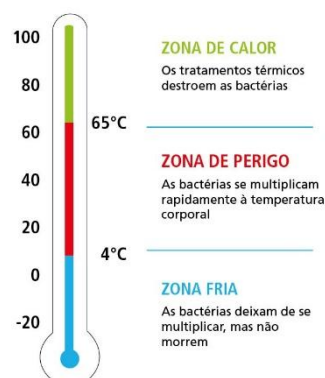 100
80
60
40
20
0
-20
65°C
4°C
ZONA DE CALOR
Os tratamentos térmicos
destroem as bactérias
ZONA DE PERIGO
As bactérias se multiplicam
rapidamente à temperatura
corporal
ZONA FRIA
As bactérias deixam de se
multiplicar, mas não
morrem